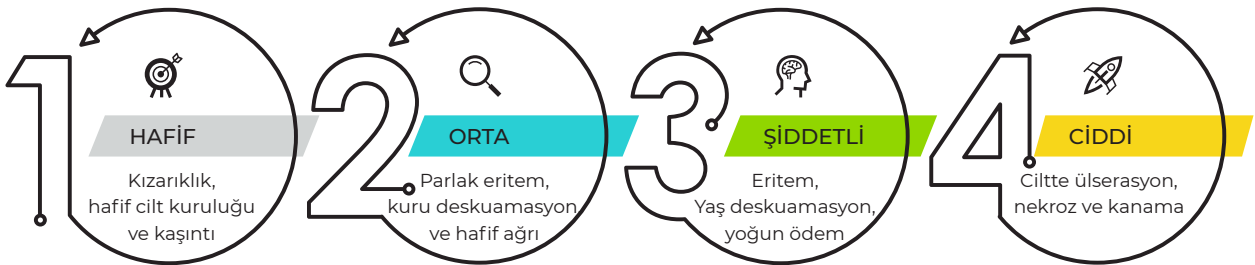 1
HAFİF
Kızarıklık,
hafif cilt kuruluğu
ve kaşıntı
2
ORTA
Parlak eritem,
kuru deskuamasyon
ve hafif ağrı
3
ŞİDDETLİ
Eritem,
Yaş deskuamasyon,
yoğun ödem
4
CİDDİ
Ciltte ülserasyon,
nekroz ve kanama